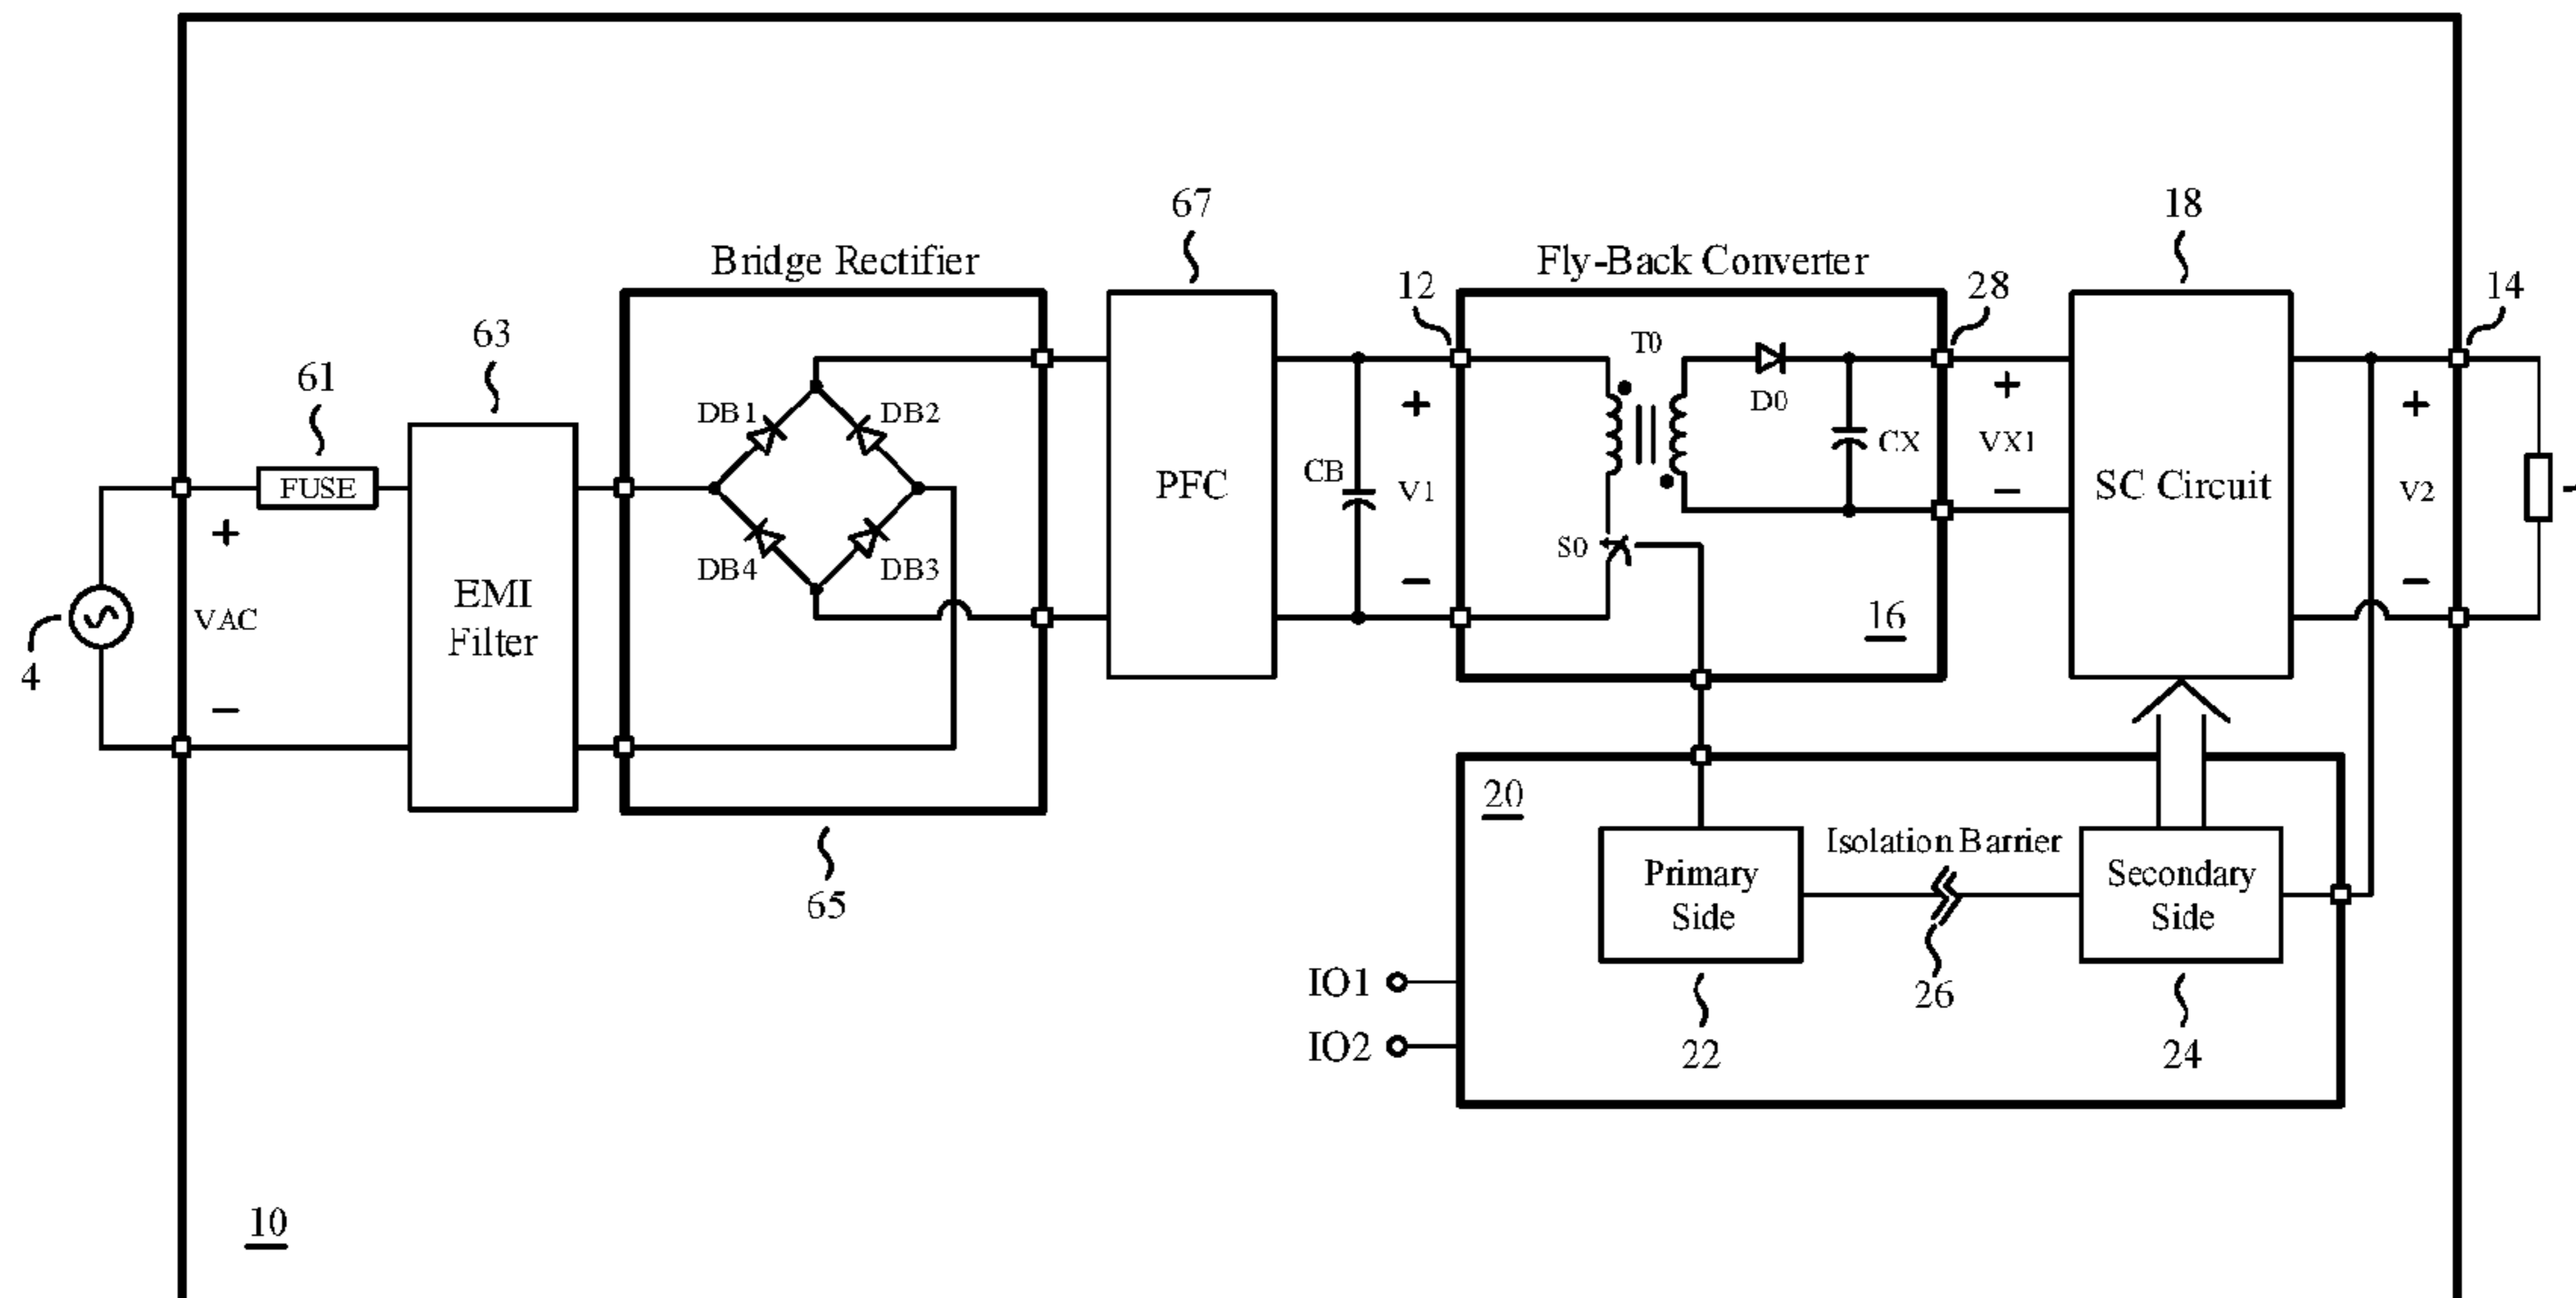 67
18
Bridge Rectifier
Fly-Back Converter
12
28
14
63
61
T0
DB1
DB2
D0
+
+
+
CX
VX1
CB
V1
PFC
SC Circuit
V2
FUSE
+
−
S0
DB4
DB3
−
−
EMI
Filter
VAC
16
4
−
20
Isolation Barrier
Primary
Side
Secondary
Side
65
26
IO1
IO2
22
24
10